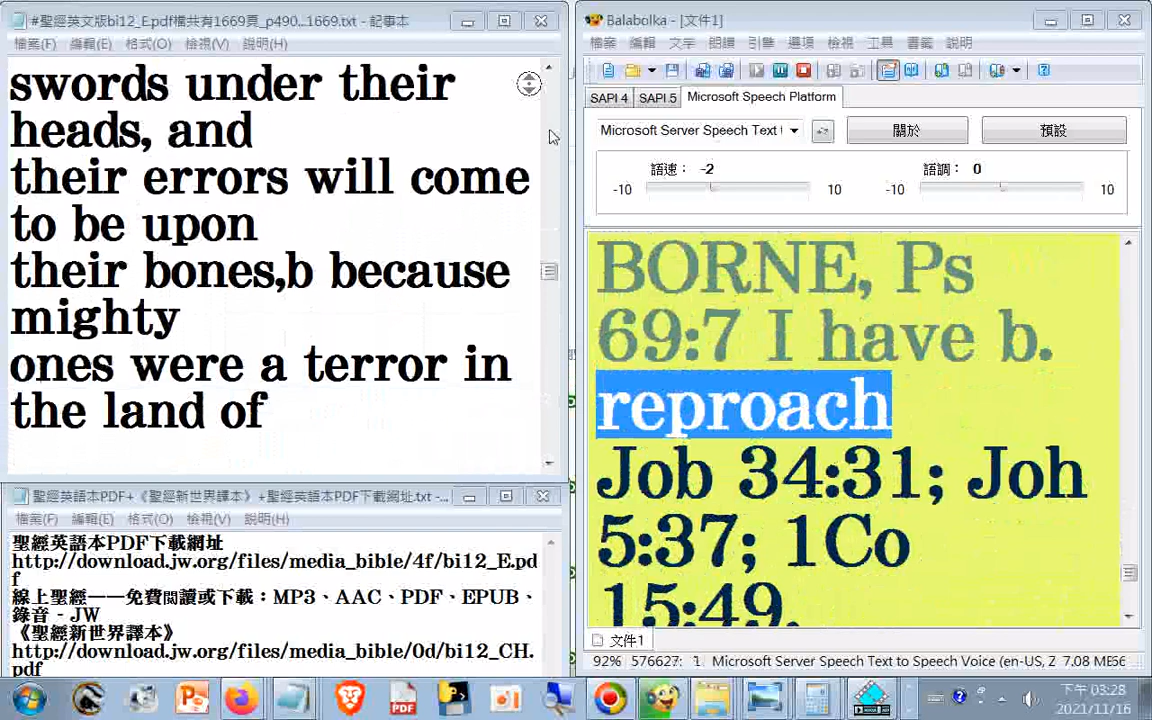 #聖經英文版bi12_E.pdf檔共有1669頁_p490...1669.txt - 記事本
檔案(F) 編輯(E) 格式(O) 檢視(V) 說明(H)
swords under their
heads, and
their errors will come
to be upon
their bones,b because
mighty
ones were a terror in
the land of
聖經英語本PDF+《聖經新世界譯本》+聖經英語本PDF下載網址.txt -...
檔案(F) 編輯(E) 格式(O) 檢視(V) 說明(H)
聖經英語本PDF下載網址
http://download.jw.org/files/media_bible/4f/bi12_E.pd
f
線上聖經——免費閱讀或下載：MP3、AAC、PDF、EPUB、
錄音 - JW
《聖經新世界譯本》
http://download.jw.org/files/media_bible/0d/bi12_CH.
pdf
Balabolka - [文件1]
檔案 編輯 文字 朗讀 引擎 選項 檢視 工具 書籤 說明
SAPI 4 SAPI 5 Microsoft Speech Platform
Microsoft Server Speech Text 關於 預設
語速： -2 語調： 0
-10 10 -10 10
BORNE, Ps
69:7 I have b.
reproach
Job 34:31; Joh
5:37; 1Co
15:49.
文件1
92% 576627: 1 Microsoft Server Speech Text to Speech Voice (en-US, Z 7.08 ME56
PDF
下午 03:28
2021/11/16